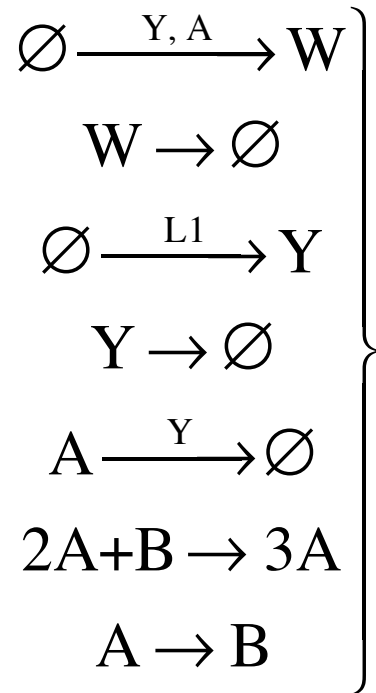 Y, A
∅ ⟶ W
W → ∅
L1
∅ ⟶ Y
Y → ∅
Y
A ⟶ ∅
2A+B → 3A
A → B